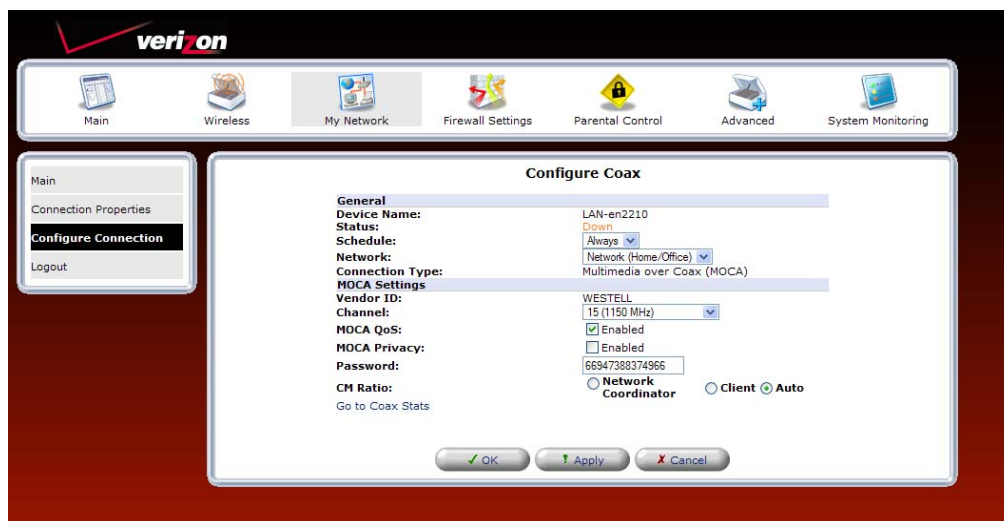 verizon
Main Wireless My Network Firewall Settings Parental Control Advanced System Monitoring
Main
Connection Properties
Configure Connection
Logout
Configure Coax
General
Device Name: LAN-en2210
Status: Down
Schedule: Always
Network: Network (Home/Office)
Connection Type: Multimedia over Coax (MOCA)
MOCA Settings
Vendor ID: WESTELL
Channel: 15 (1150 MHz)
MOCA QoS: Enabled
MOCA Privacy: Enabled
Password: 66947388374966
CM Ratio: Network Coordinator Client Auto
Go to Coax Stats
OK Apply Cancel